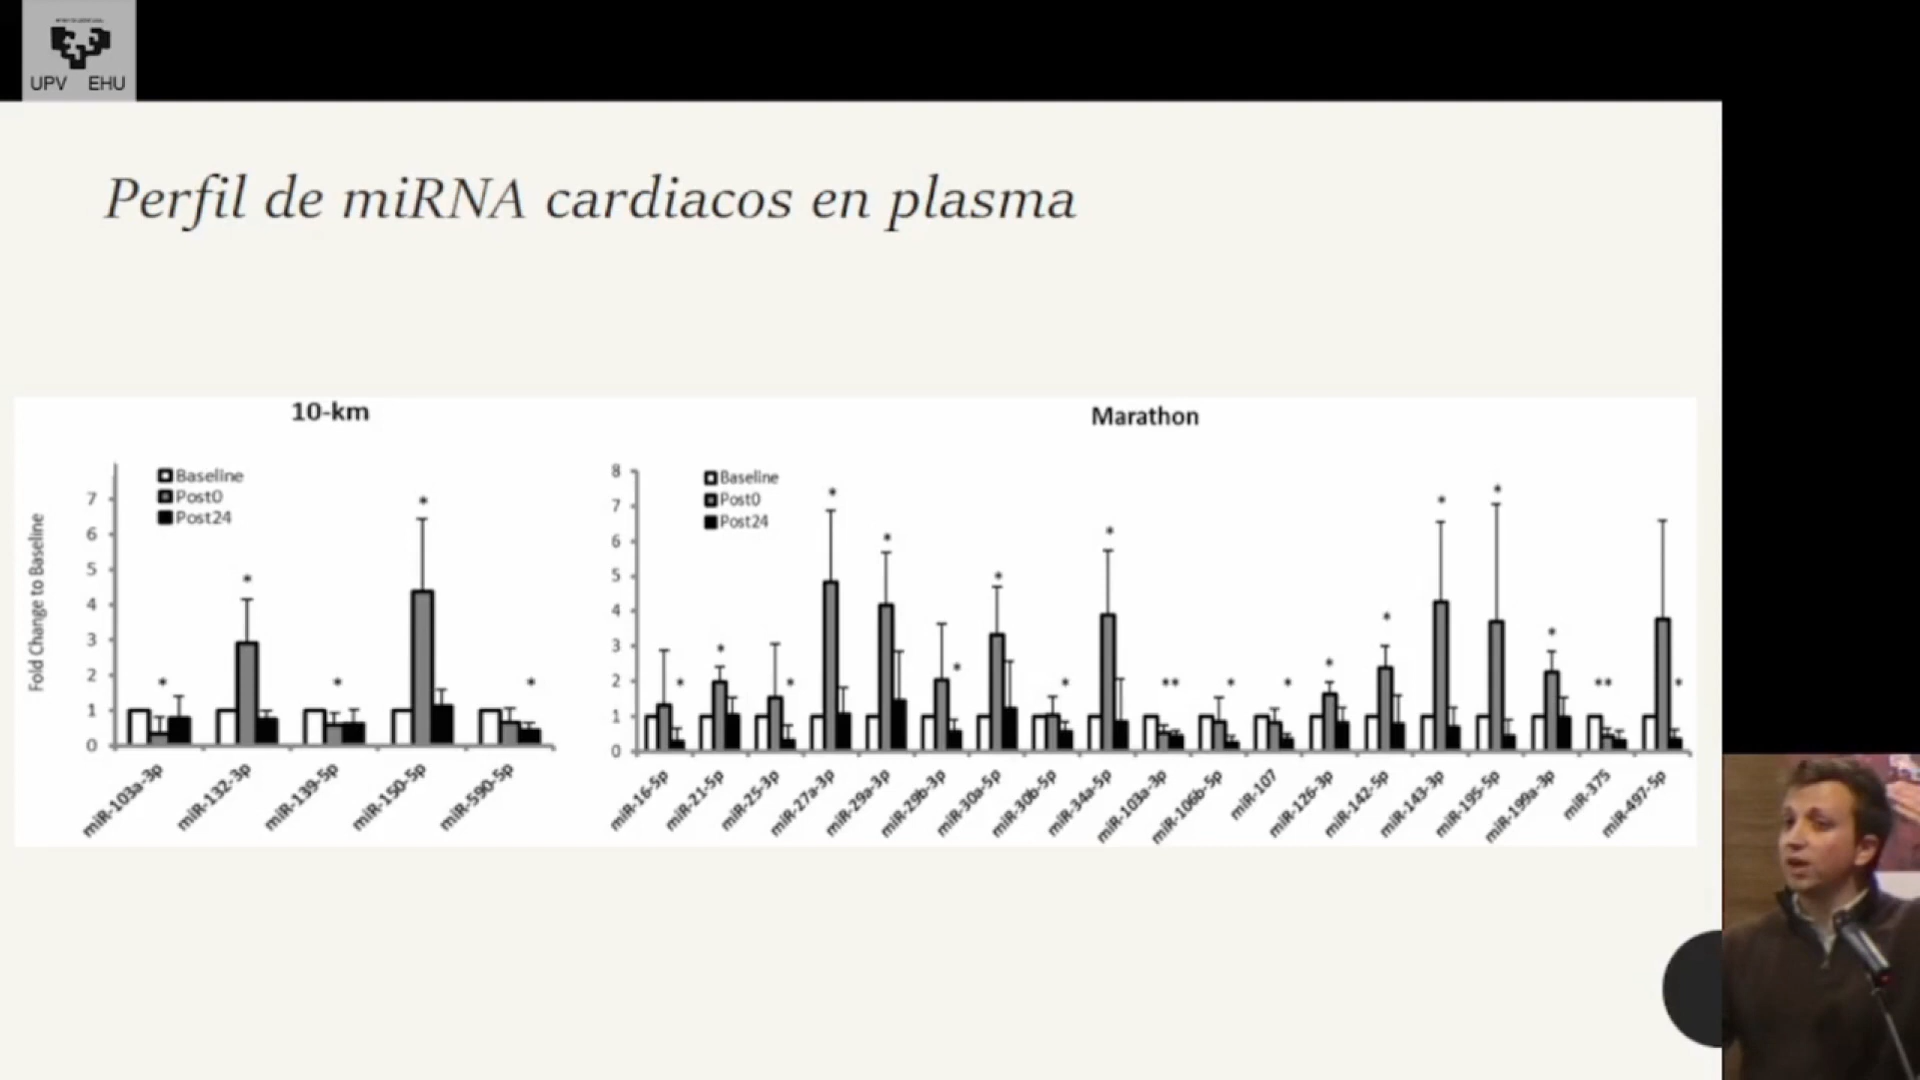 UPV EHU
Perfil de miRNA cardiacos en plasma
10-km
Marathon
Fold Change to Baseline
Baseline
Post0
Post24
7
6
5
4
3
2
1
0
miR-103a-3p
miR-132-3p
miR-139-5p
miR-150-5p
miR-590-5p
Baseline
Post0
Post24
8
7
6
5
4
3
2
1
0
miR-16-5p
miR-21-5p
miR-25-3p
miR-27a-3p
miR-29a-3p
miR-29b-3p
miR-30a-5p
miR-30b-5p
miR-34a-5p
miR-103a-3p
miR-106b-5p
miR-107
miR-126-3p
miR-142-5p
miR-143-3p
miR-195-5p
miR-199a-3p
miR-375
miR-497-5p